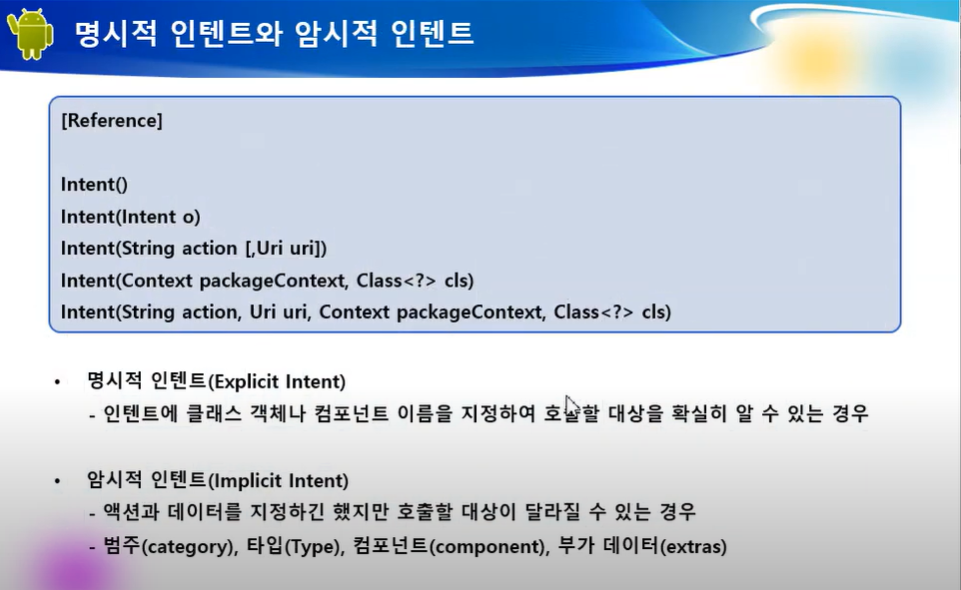 명시적 인텐트와 암시적 인텐트
[Reference]
Intent()
Intent(Intent o)
Intent(String action [,Uri uri])
Intent(Context packageContext, Class<?> cls)
Intent(String action, Uri uri, Context packageContext, Class<?> cls)
• 명시적 인텐트(Explicit Intent)
- 인텐트에 클래스 객체나 컴포넌트 이름을 지정하여 호출할 대상을 확실히 알 수 있는 경우
• 암시적 인텐트(Implicit Intent)
- 액션과 데이터를 지정하긴 했지만 호출할 대상이 달라질 수 있는 경우
- 범주(category), 타입(Type), 컴포넌트(component), 부가 데이터(extras)